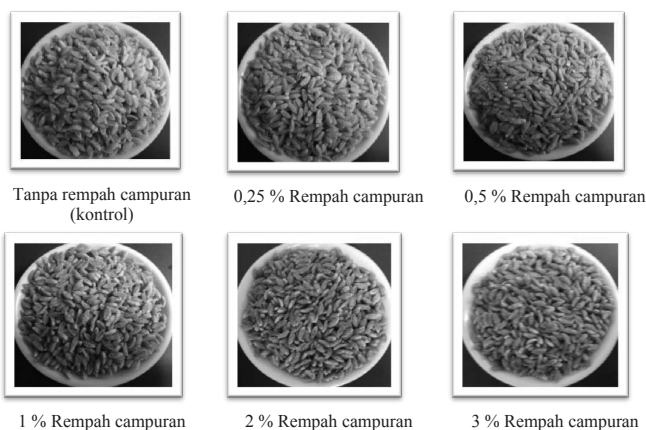 Tanpa rempah campuran
(kontrol)
0,25 % Rempah campuran
0,5 % Rempah campuran
1 % Rempah campuran
2 % Rempah campuran
3 % Rempah campuran